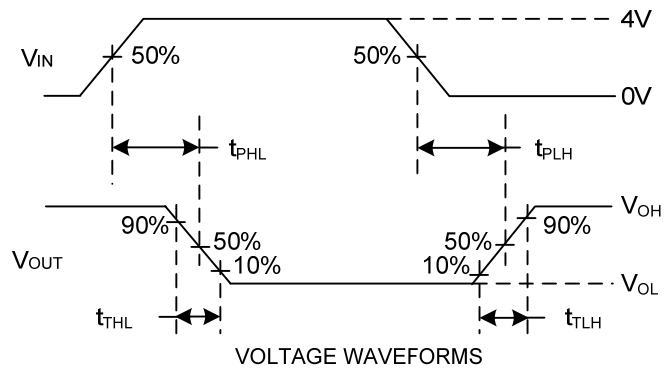 4V
VIN
50%
50%
0V
tPHL
tPLH
VOH
90%
50%
50%
90%
VOUT
10%
10%
VOL
tTHL
tTLH
VOLTAGE WAVEFORMS